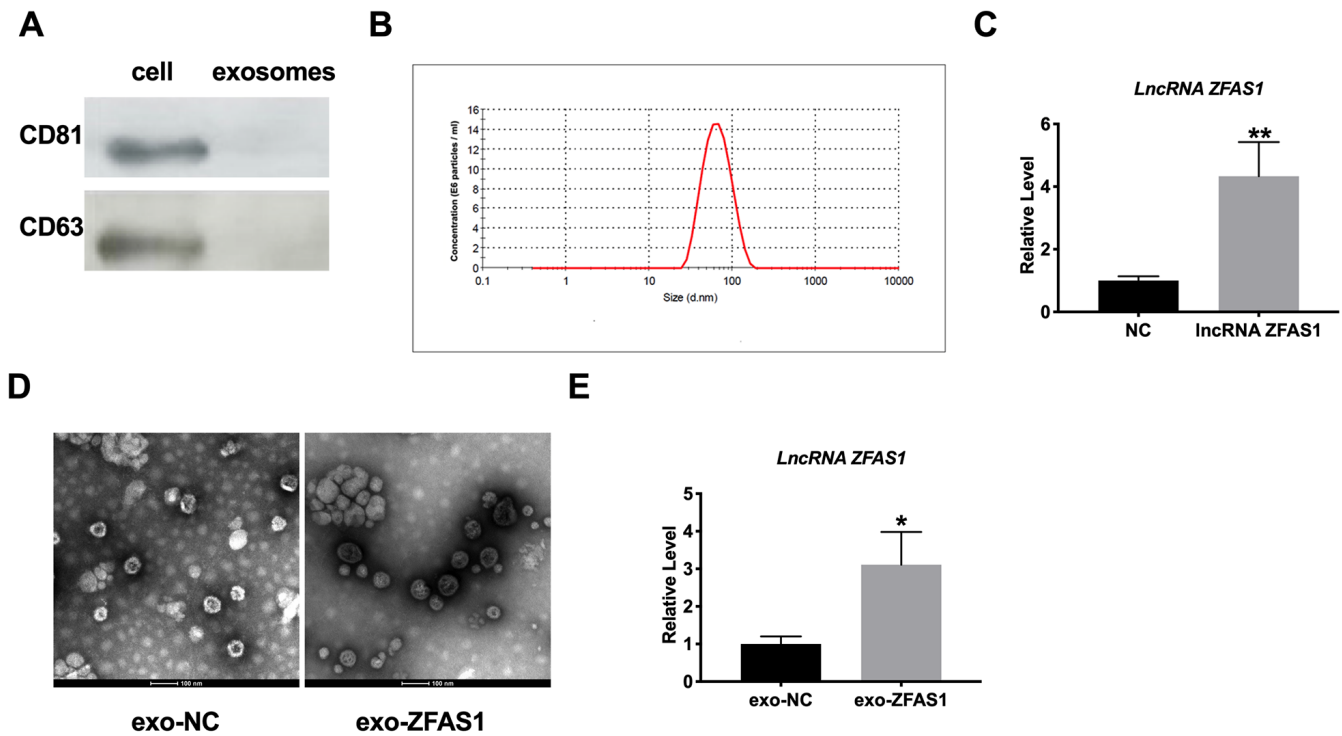 A
cell exosomes
CD81
CD63
B
Concentration (E6 particles / ml)
16
14
12
10
8
6
4
2
0
0.1 1 10 100 1000 10000
Size (d.nm)
C
LncRNA ZFAS1
Relative Level
6
4
2
0
**
NC lncRNA ZFAS1
D
100 nm 100 nm
exo-NC exo-ZFAS1
E
LncRNA ZFAS1
Relative Level
5
4
3
2
1
0
*
exo-NC exo-ZFAS1